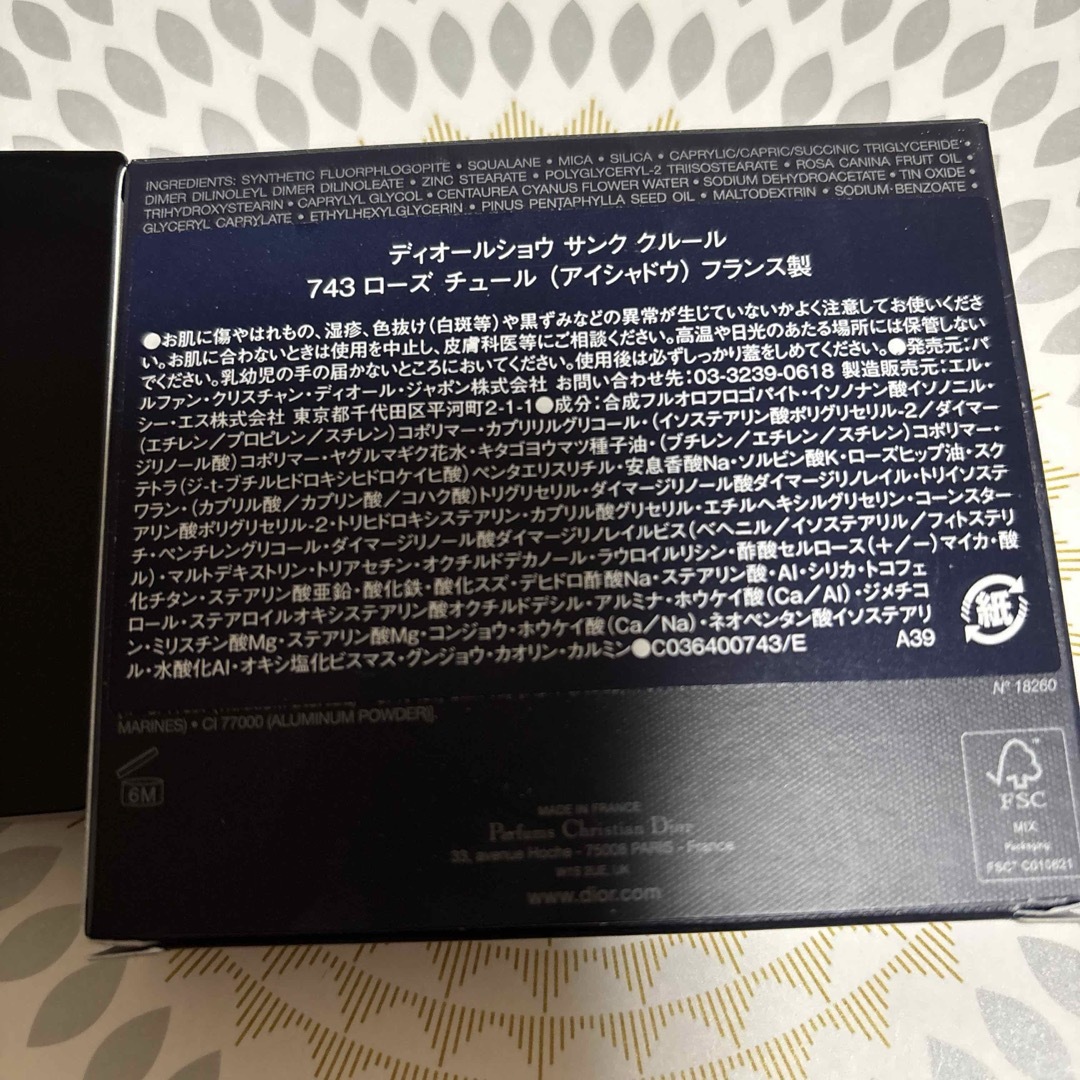 INGREDIENTS: SYNTHETIC FLUORPHLOGOPITE • SQUALANE • MICA • SILICA • CAPRYLIC/CAPRIC/SUCCINIC TRIGLYCERIDE •
DIMER DILINOLEYL DIMER DILINOLEATE • ZINC STEARATE • POLYGLYCERYL-2 TRIISOSTEARATE • ROSA CANINA FRUIT OIL •
TRIHYDROXYSTEARIN • CAPRYLYL GLYCOL • CENTAUREA CYANUS FLOWER WATER • SODIUM DEHYDROACETATE • TIN OXIDE •
GLYCERYL CAPRYLATE • ETHYLHEXYLGLYCERIN • PINUS PENTAPHYLLA SEED OIL • MALTODEXTRIN • SODIUM BENZOATE •
ディオールショウ サンク クルール
743 ローズ チュール (アイシャドウ) フランス製
●お肌に傷やはれもの、湿疹、色抜け(白斑等)や黒ずみなどの異常が生じていないかよく注意してお使いくださ
い。お肌に合わないときは使用を中止し、皮膚科医等にご相談ください。高温や日光のあたる場所には保管しない
でください。乳幼児の手の届かないところにおいてください。使用後は必ずしっかり蓋をしめてください。●発売元:パ
ルファン・クリスチャン・ディオール・ジャポン株式会社 お問い合わせ先:03-3239-0618 製造販売元:エル・
シー・エス株式会社 東京都千代田区平河町2-1-1●成分:合成フルオロフロゴパイト・イソノナン酸イソノニル・
(エチレン/プロピレン/スチレン)コポリマー・カプリリルグリコール・(イソステアリン酸ポリグリセリル-2/ダイマー
ジリノール酸)コポリマー・ヤグルマギク花水・キタゴヨウマツ種子油・(ブチレン/エチレン/スチレン)コポリマー・
テトラ(ジ-t-ブチルヒドロキシヒドロケイヒ酸)ペンタエリスリチル・安息香酸Na・ソルビン酸K・ローズヒップ油・スク
ワラン・(カプリル酸/カプリン酸/コハク酸)トリグリセリル・ダイマージリノール酸ダイマージリノレイル・トリイソステ
アリン酸ポリグリセリル-2・トリヒドロキシステアリン・カプリル酸グリセリル・エチルヘキシルグリセリン・コーンスター
チ・ペンチレングリコール・ダイマージリノール酸ダイマージリノレイルビス(ベヘニル/イソステアリル/フィトステリ
ル)・マルトデキストリン・トリアセチン・オクチルドデカノール・ラウロイルリシン・酢酸セルロース(+/−)マイカ・酸
化チタン・ステアリン酸亜鉛・酸化鉄・酸化スズ・デヒドロ酢酸Na・ステアリン酸・Al・シリカ・トコフェ
ロール・ステアロイルオキシステアリン酸オクチルドデシル・アルミナ・ホウケイ酸(Ca/Al)・ジメチコ
ン・ミリスチン酸Mg・ステアリン酸Mg・コンジョウ・ホウケイ酸(Ca/Na)・ネオペンタン酸イソステアリ
ル・水酸化Al・オキシ塩化ビスマス・グンジョウ・カオリン・カルミン●C036400743/E
A39
紙
N° 18260
MARINES) • CI 77000 (ALUMINUM POWDER)].
6M
MADE IN FRANCE
Parfums Christian Dior
33, avenue Hoche - 75008 PARIS - France
W1S 2UE, UK
www.dior.com
FSC
MIX
Packaging
FSC® C010621